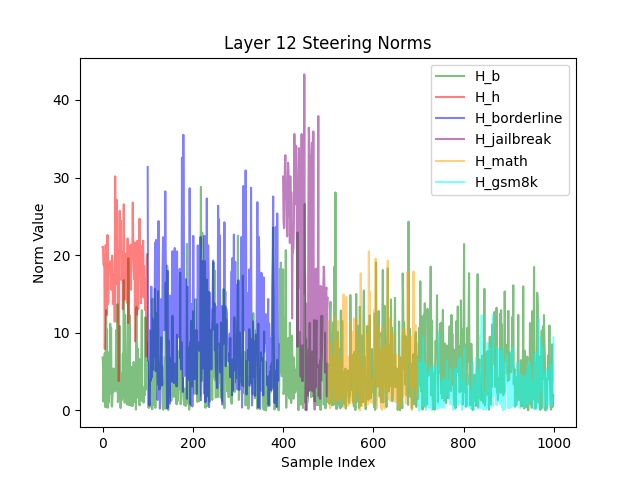 Layer 12 Steering Norms
Norm Value
40
30
20
10
0
H_b
H_h
H_borderline
H_jailbreak
H_math
H_gsm8k
0 200 400 600 800 1000
Sample Index